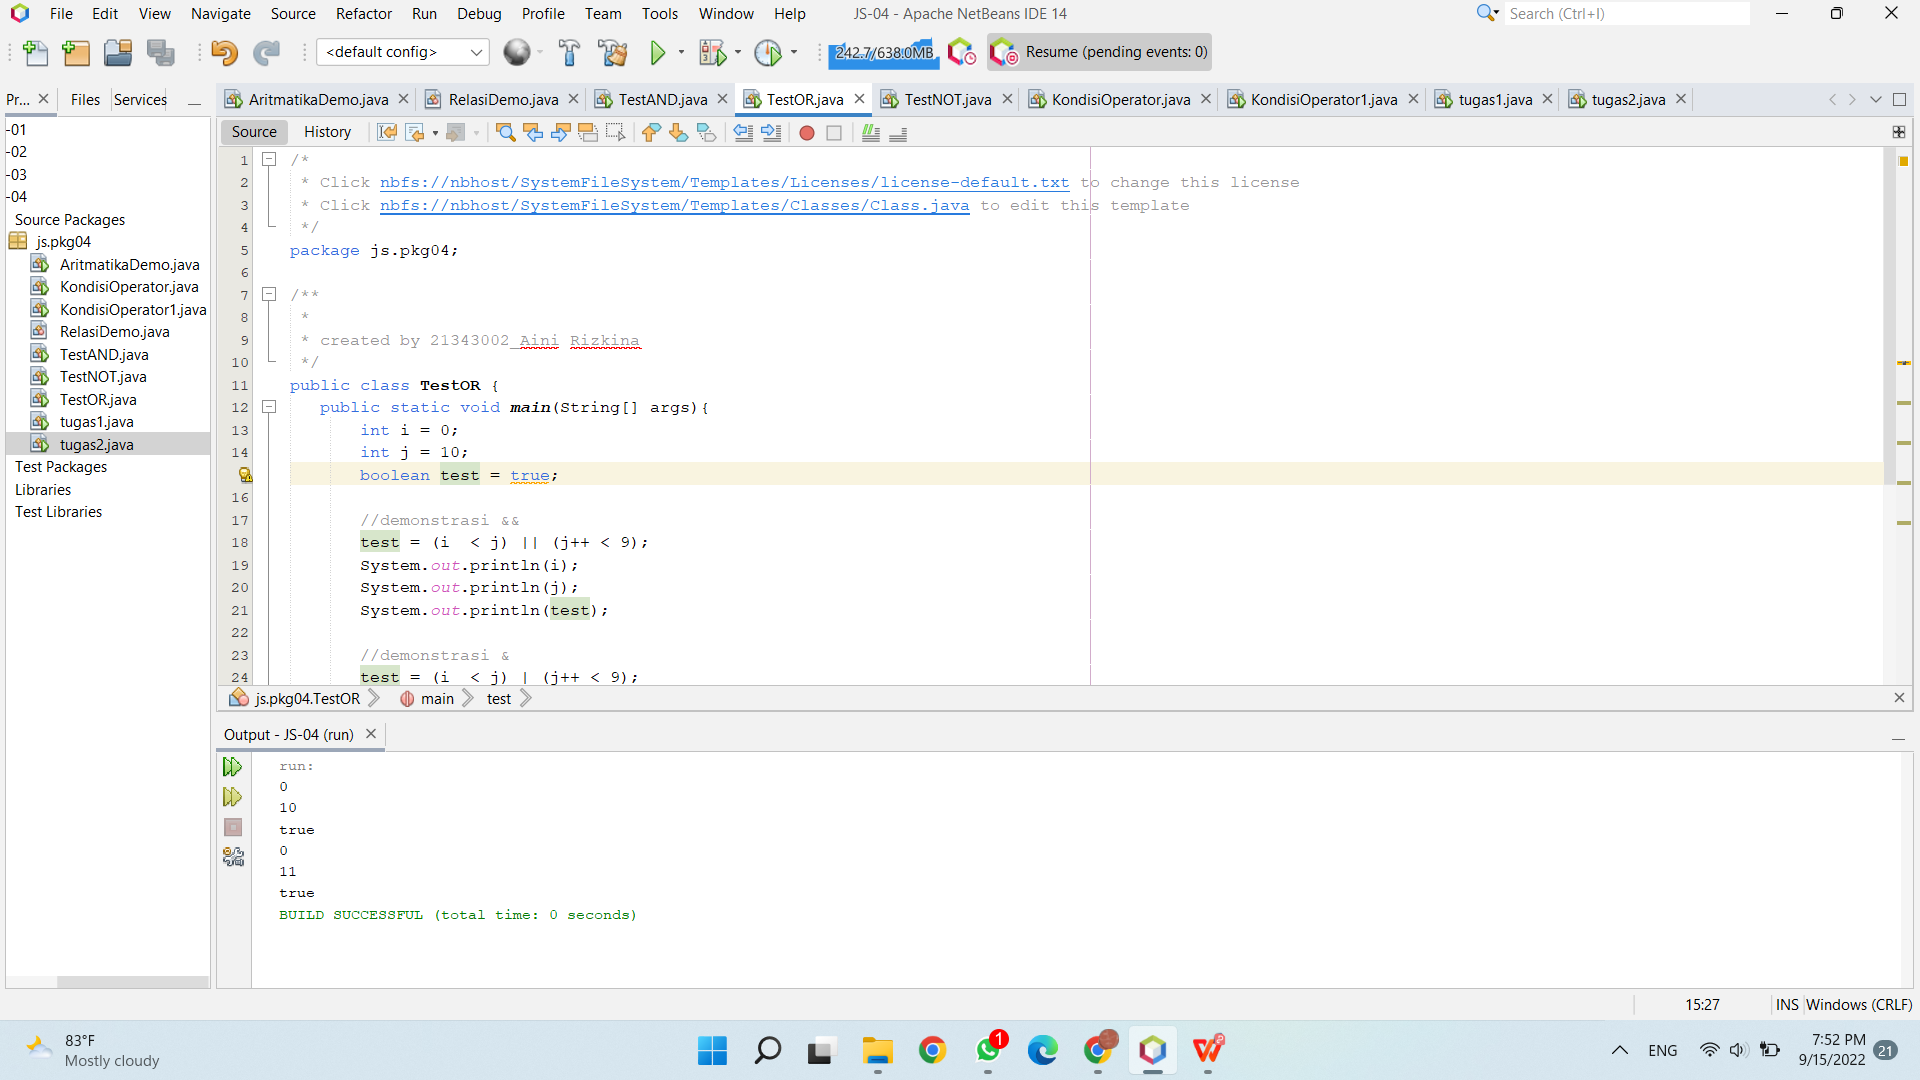 File Edit View Navigate Source Refactor Run Debug Profile Team Tools Window Help JS-04 - Apache NetBeans IDE 14 Search (Ctrl+I)
<default config> 242.7/638.0MB Resume (pending events: 0)
Pr... Files Services
AritmatikaDemo.java RelasiDemo.java TestAND.java TestOR.java TestNOT.java KondisiOperator.java KondisiOperator1.java tugas1.java tugas2.java
-01
-02
-03
-04
Source Packages
js.pkg04
AritmatikaDemo.java
KondisiOperator.java
KondisiOperator1.java
RelasiDemo.java
TestAND.java
TestNOT.java
TestOR.java
tugas1.java
tugas2.java
Test Packages
Libraries
Test Libraries
Source History
1 /*
2 * Click nbfs://nbhost/SystemFileSystem/Templates/Licenses/license-default.txt to change this license
3 * Click nbfs://nbhost/SystemFileSystem/Templates/Classes/Class.java to edit this template
4 */
5 package js.pkg04;
6
7 /**
8 *
9 * created by 21343002_Aini Rizkina
10 */
11 public class TestOR {
12 public static void main(String[] args){
13 int i = 0;
14 int j = 10;
boolean test = true;
16
17 //demonstrasi &&
18 test = (i  < j) || (j++ < 9);
19 System.out.println(i);
20 System.out.println(j);
21 System.out.println(test);
22
23 //demonstrasi &
24 test = (i  < j) | (j++ < 9);
js.pkg04.TestOR main test
Output - JS-04 (run)
run:
0
10
true
0
11
true
BUILD SUCCESSFUL (total time: 0 seconds)
15:27 INS Windows (CRLF)
83°F
Mostly cloudy
1
ENG
7:52 PM
9/15/2022
21